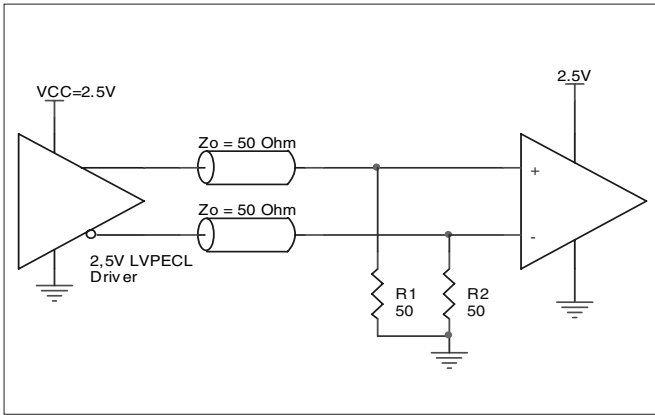 2.5V
VCC=2.5V
Zo = 50 Ohm
+
Zo = 50 Ohm
-
2,5V LVPECL
Driver
R1
50
R2
50